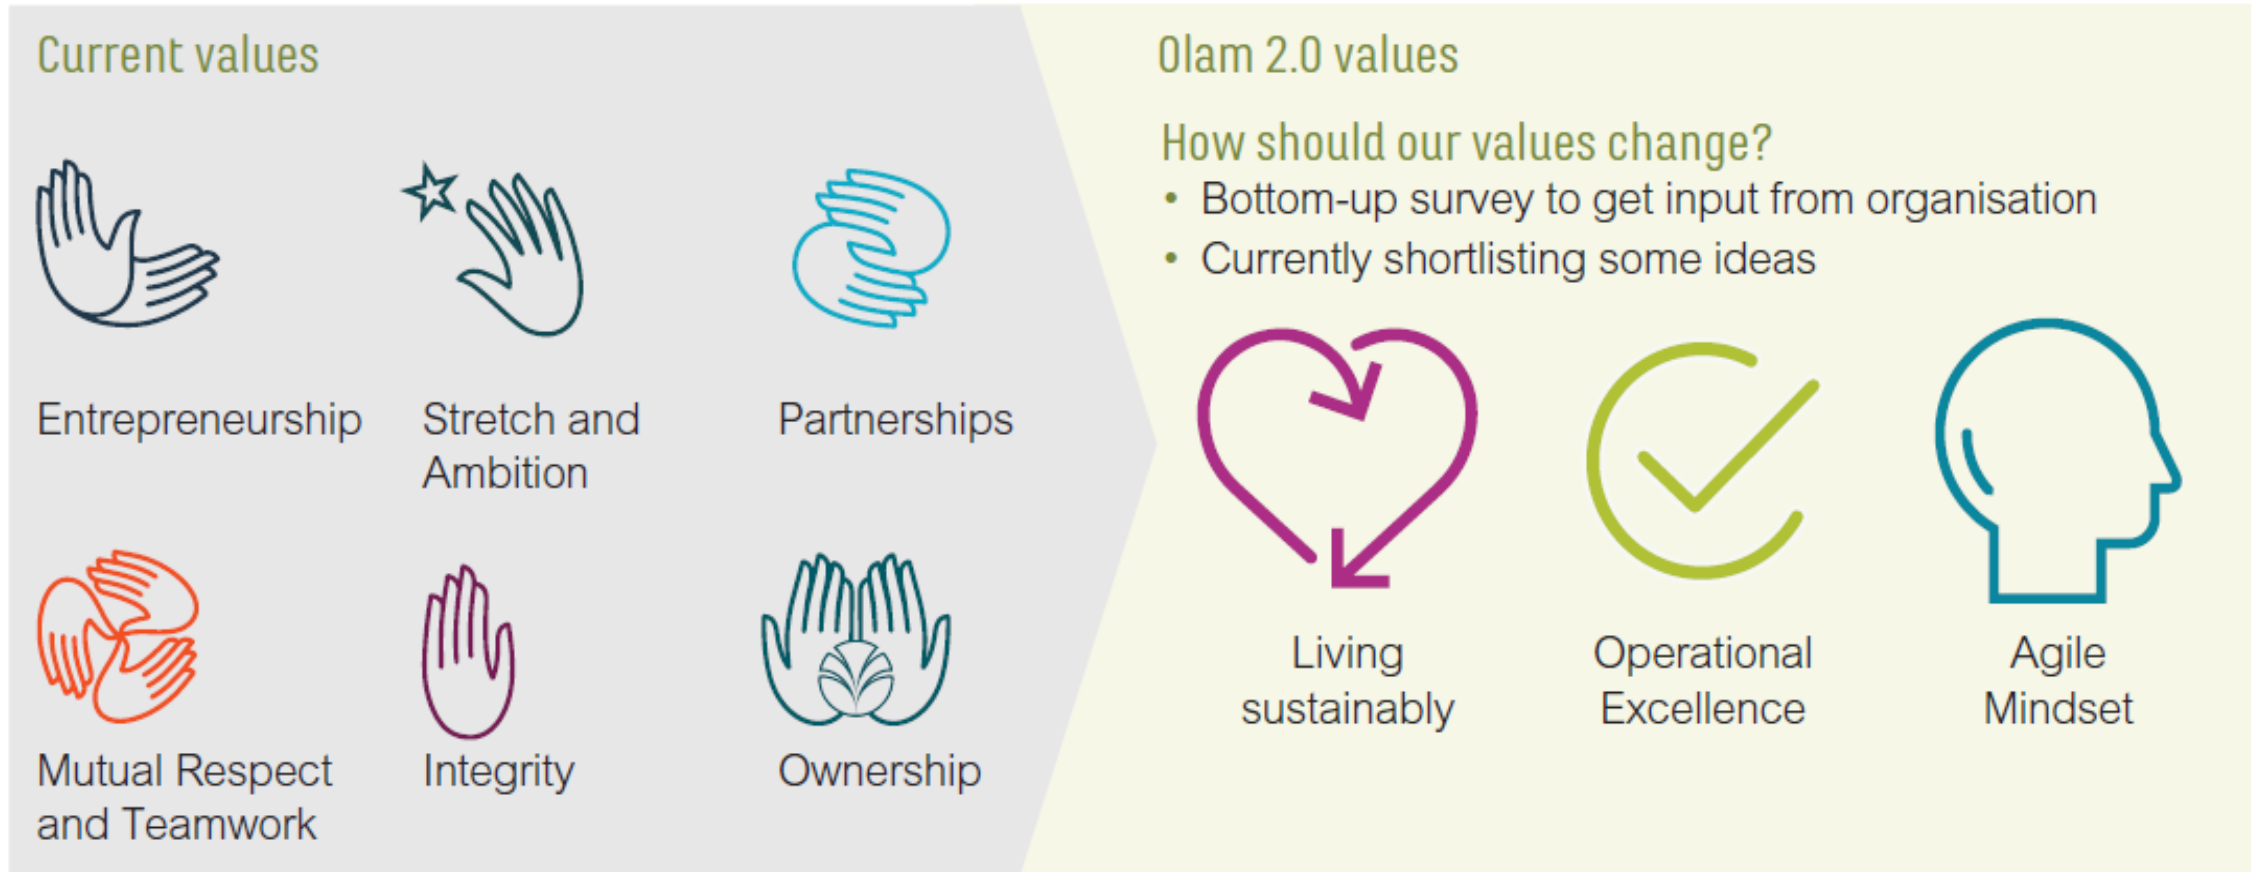 Current values
Entrepreneurship
Stretch and
Ambition
Partnerships
Mutual Respect
and Teamwork
Integrity
Ownership
Olam 2.0 values
How should our values change?
• Bottom-up survey to get input from organisation
• Currently shortlisting some ideas
Living
sustainably
Operational
Excellence
Agile
Mindset